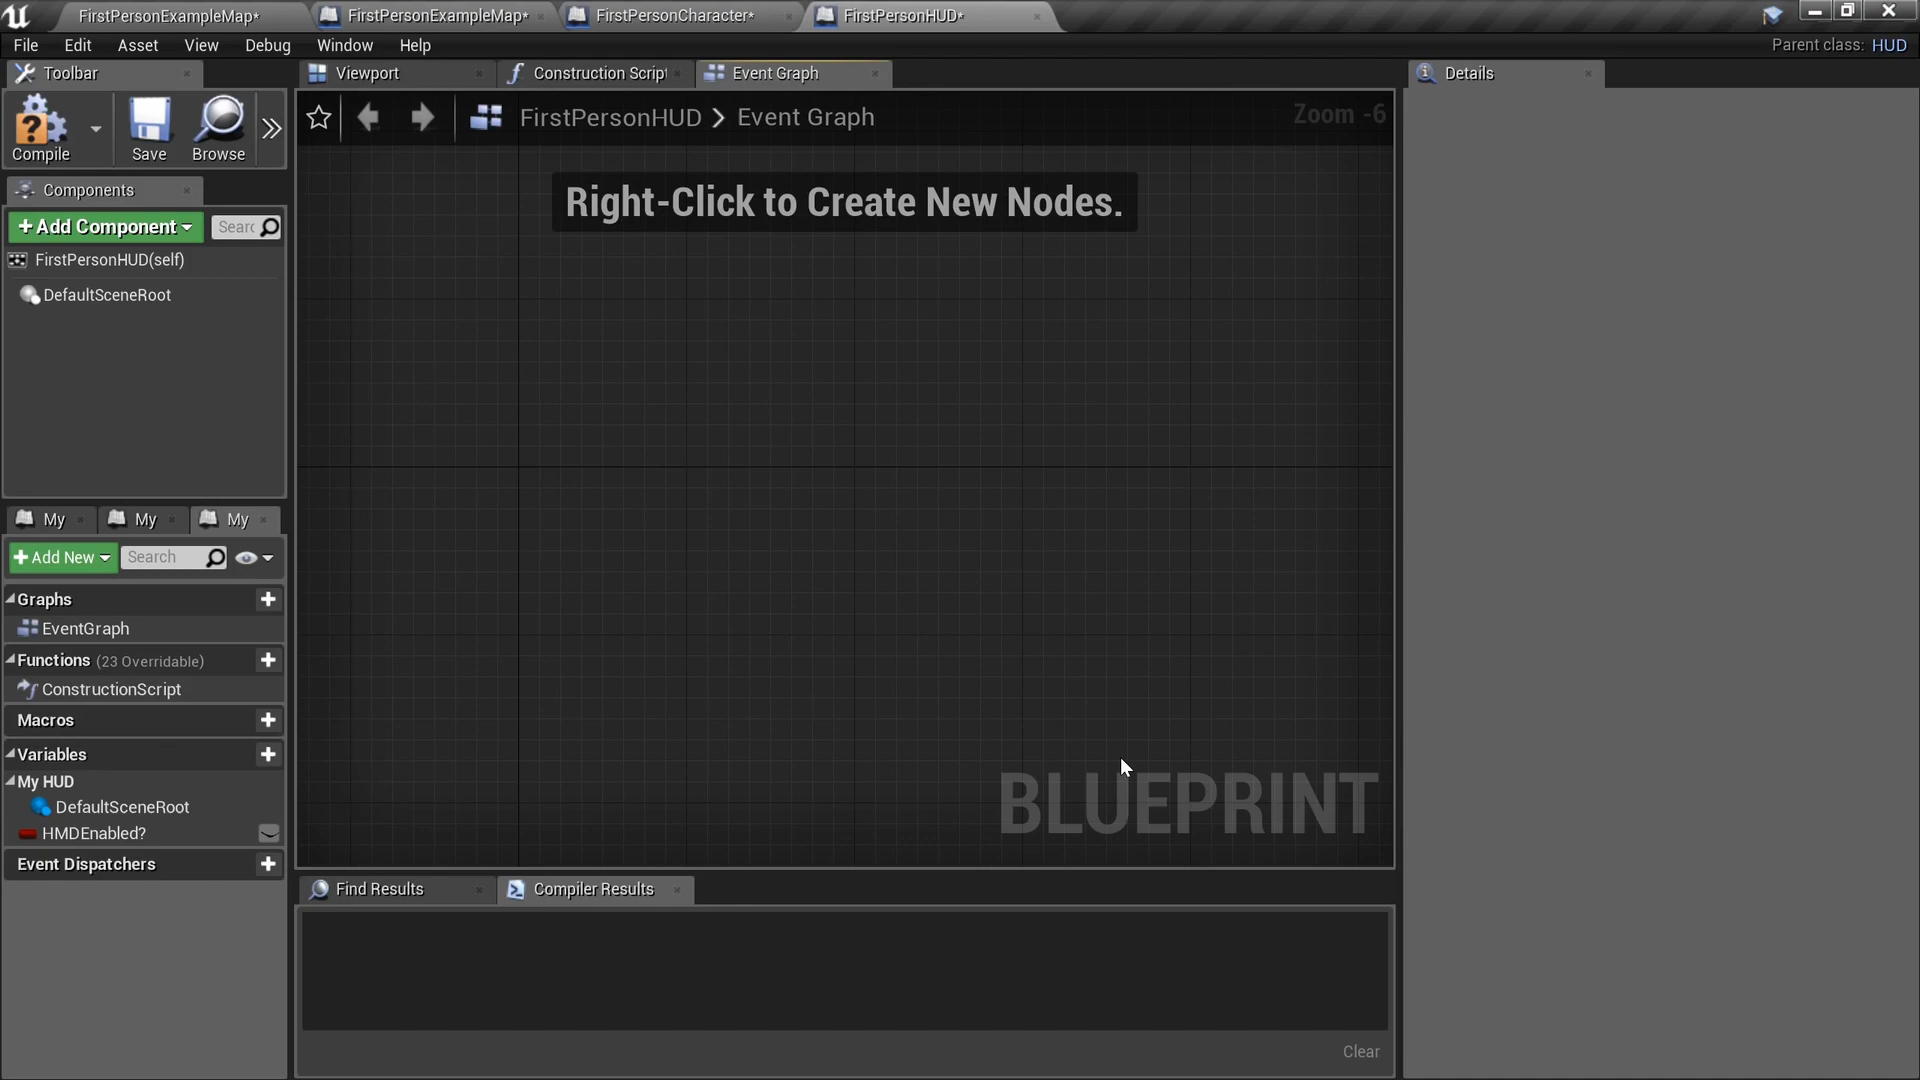 FirstPersonExampleMap*
FirstPersonExampleMap*
FirstPersonCharacter*
FirstPersonHUD*
File Edit Asset View Debug Window Help
Parent class: HUD
Toolbar
Viewport
Construction Script
Event Graph
Details
Compile
Save
Browse
FirstPersonHUD > Event Graph
Zoom -6
Right-Click to Create New Nodes.
Components
+Add Component
Searc
FirstPersonHUD(self)
DefaultSceneRoot
My
My
My
+Add New
Search
Graphs
EventGraph
Functions (23 Overridable)
ConstructionScript
Macros
Variables
My HUD
DefaultSceneRoot
HMDEnabled?
Event Dispatchers
BLUEPRINT
Find Results
Compiler Results
Clear